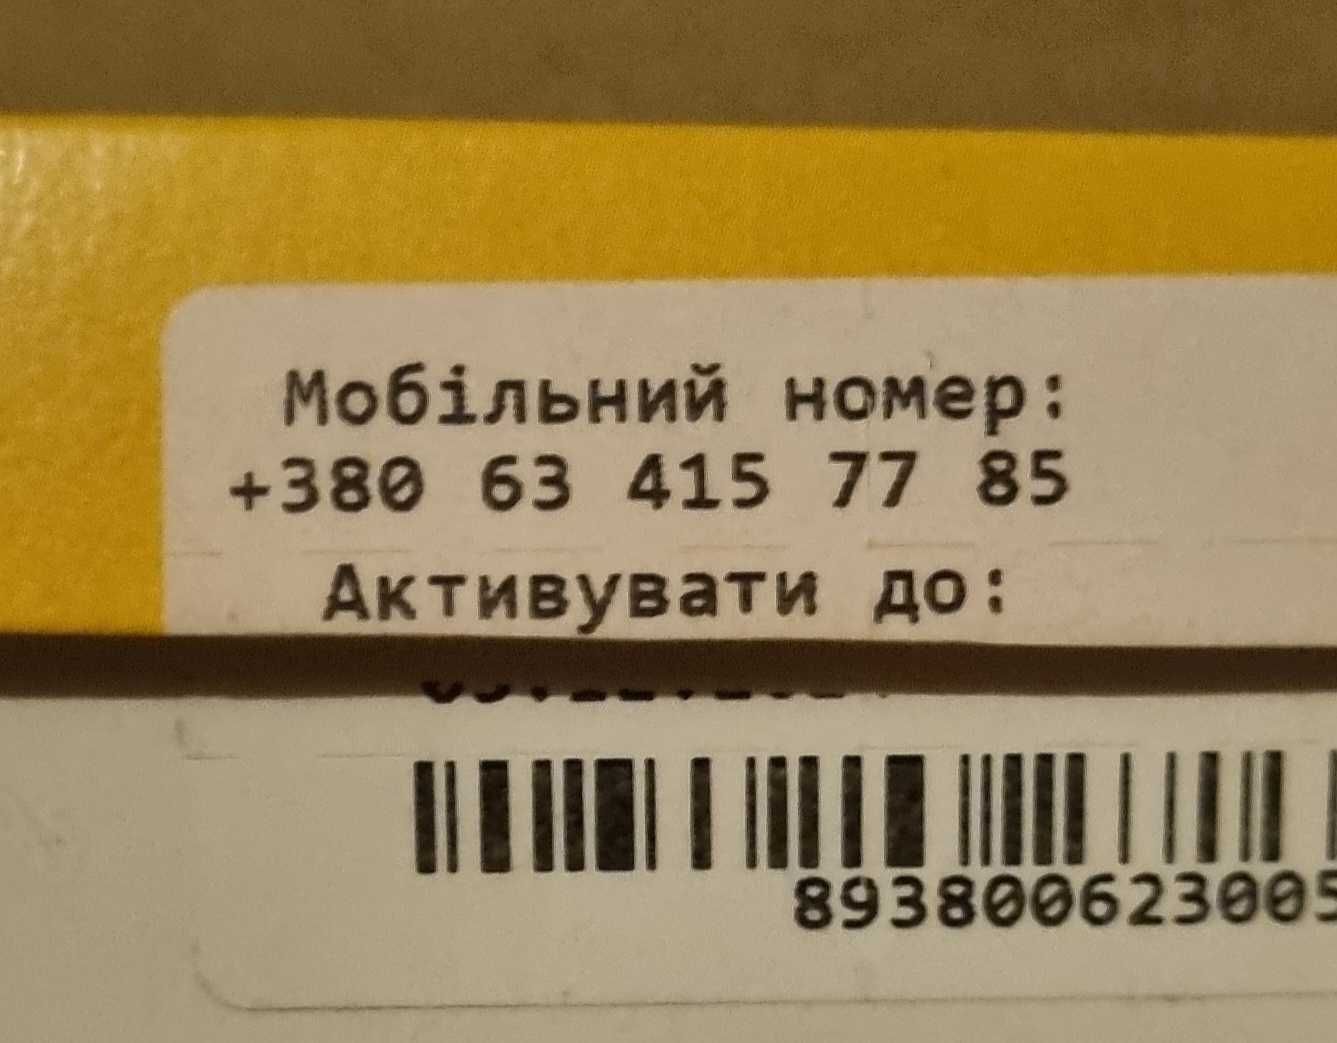 Мобільний номер:
+380 63 415 77 85
Активувати до:
893800623005